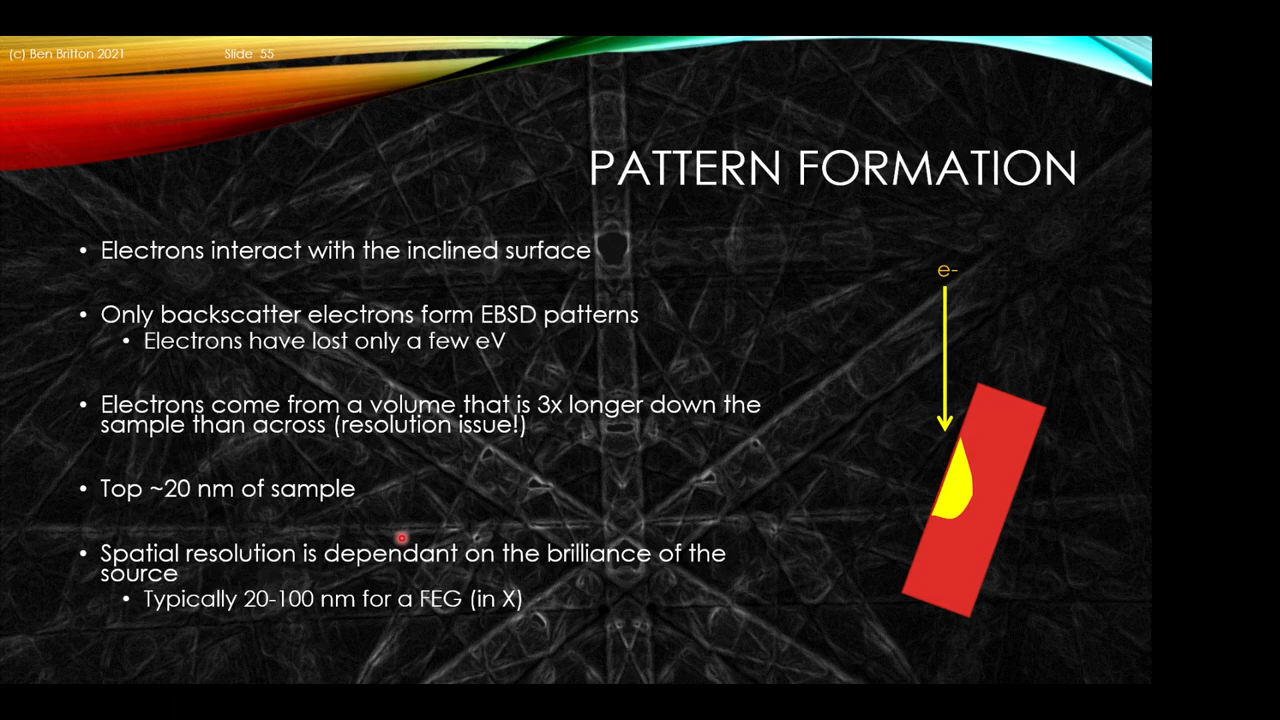 (c) Ben Britton 2021 Slide 55
PATTERN FORMATION
• Electrons interact with the inclined surface
• Only backscatter electrons form EBSD patterns
• Electrons have lost only a few eV
• Electrons come from a volume that is 3x longer down the
sample than across (resolution issue!)
• Top ~20 nm of sample
• Spatial resolution is dependant on the brilliance of the
source
• Typically 20-100 nm for a FEG (in X)
e-